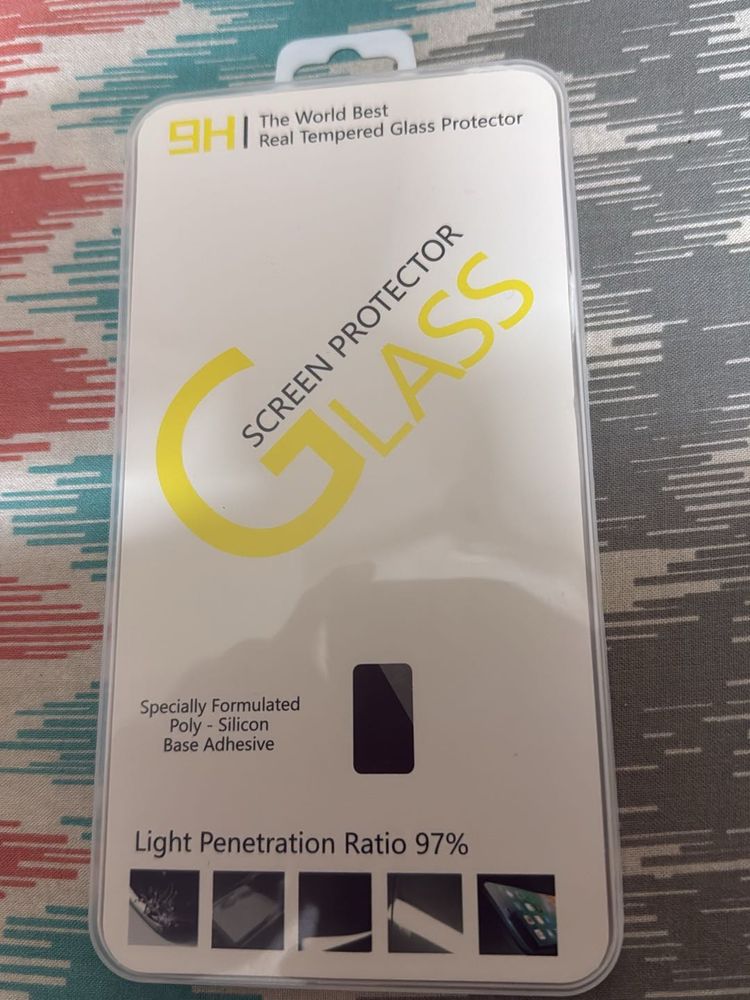 9H
The World Best
Real Tempered Glass Protector
SCREEN PROTECTOR
GLASS
Specially Formulated
Poly - Silicon
Base Adhesive
Light Penetration Ratio 97%